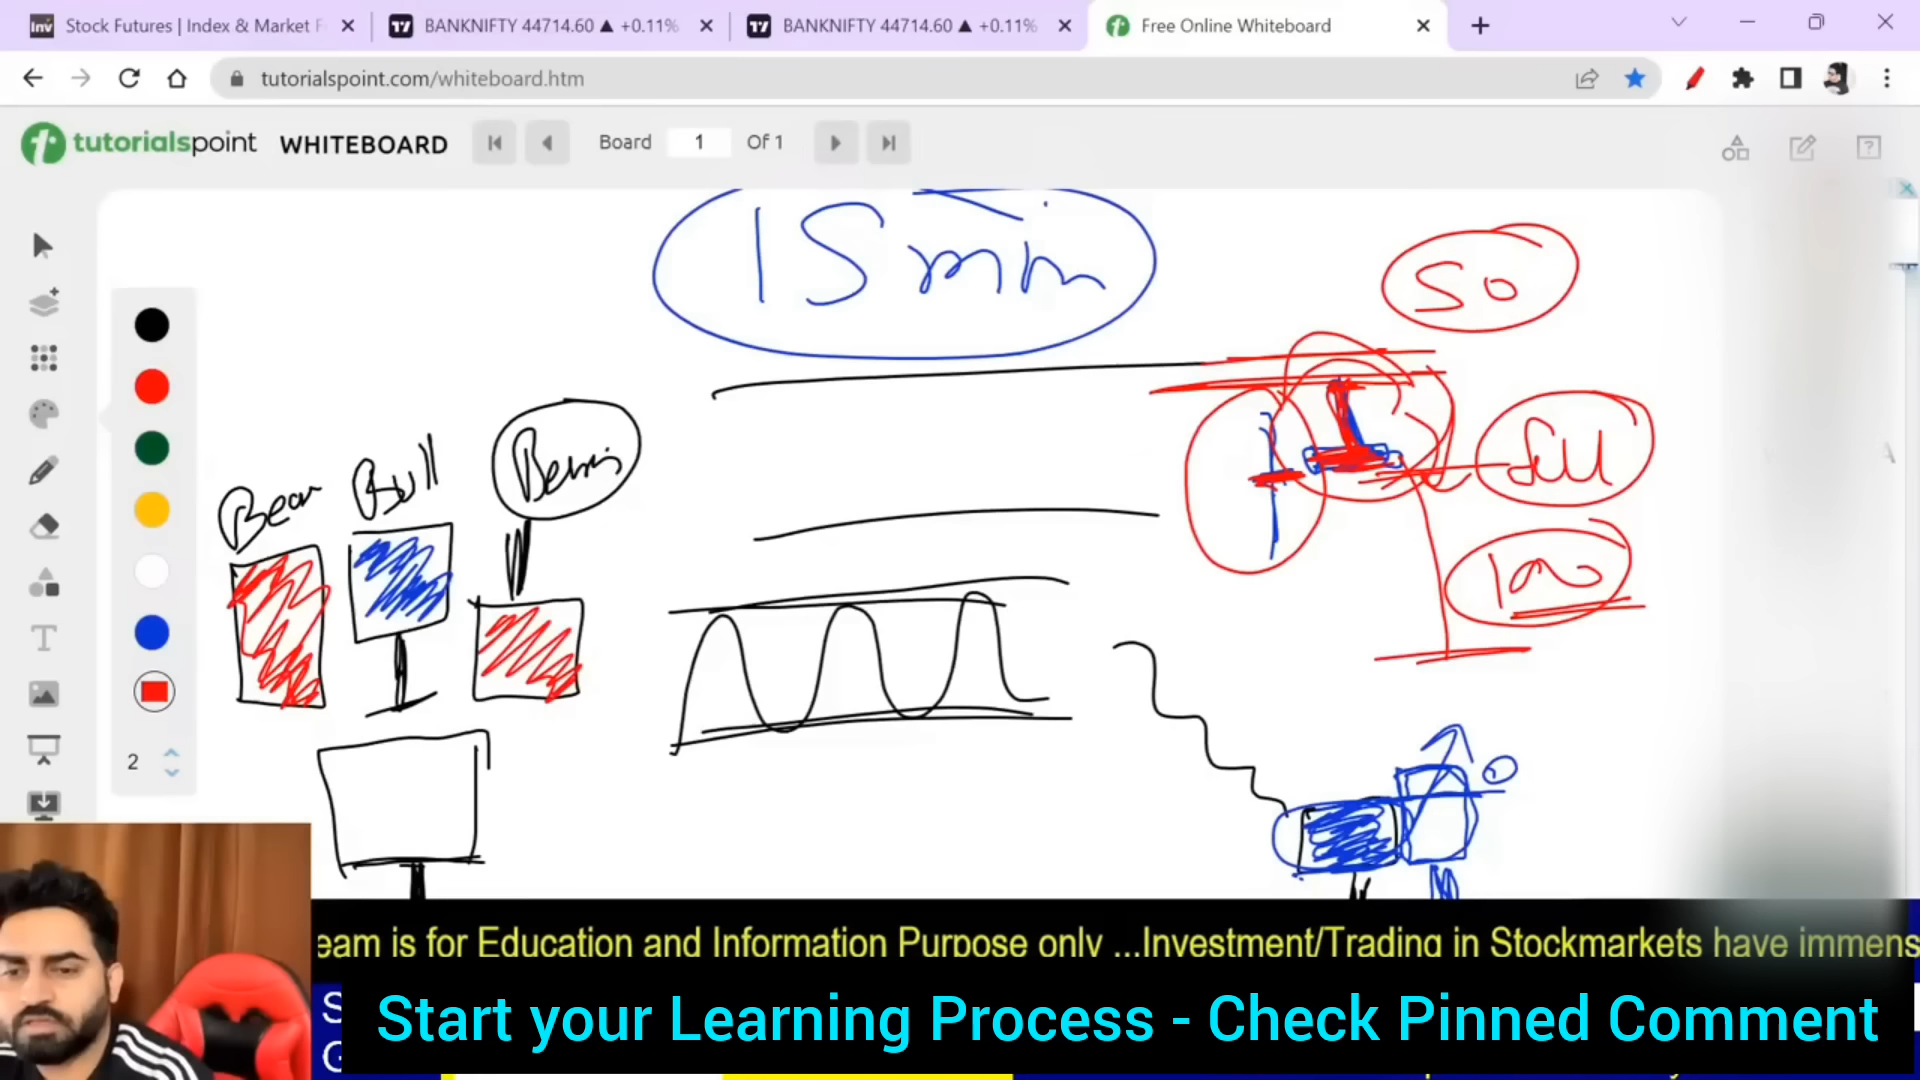 Stock Futures | Index & Market F
BANKNIFTY 44714.60 ▲ +0.11%
BANKNIFTY 44714.60 ▲ +0.11%
Free Online Whiteboard
tutorialspoint.com/whiteboard.htm
tutorialspoint WHITEBOARD Board 1 Of 1
15 min
50
Bear
Bull
fill
100
2
eam is for Education and Information Purpose only ...Investment/Trading in Stockmarkets have immens
Start your Learning Process - Check Pinned Comment